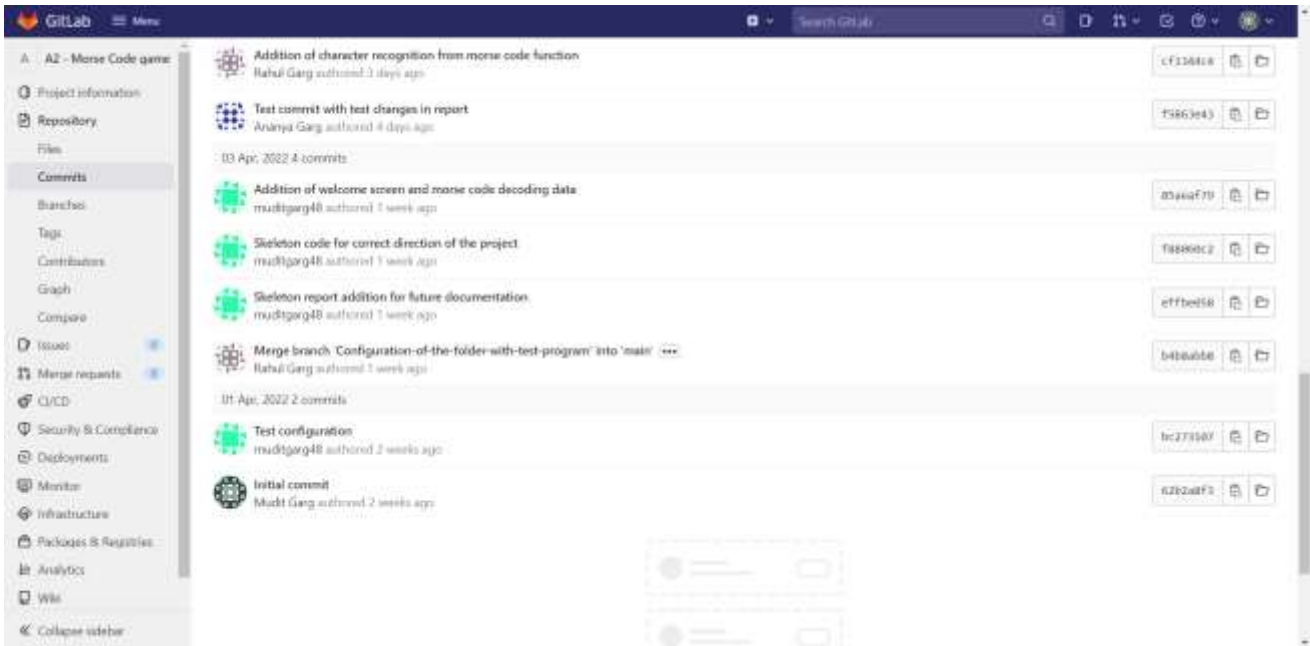 GitLab Menu
Search GitLab
A A2 - Morse Code game
Project information
Repository
Files
Commits
Branches
Tags
Contributors
Graph
Compare
Issues
Merge requests
CI/CD
Security & Compliance
Deployments
Monitor
Infrastructure
Packages & Registries
Analytics
Wiki
Collapse sidebar
Addition of character recognition from morse code function
Rahul Garg authored 3 days ago
Test commit with test changes in report
Ananya Garg authored 4 days ago
f5863e43
03 Apr, 2022 4 commits
Addition of welcome screen and morse code decoding data
muditgarg48 authored 1 week ago
Skeleton code for correct direction of the project
muditgarg48 authored 1 week ago
Skeleton report addition for future documentation
muditgarg48 authored 1 week ago
Merge branch 'Configuration-of-the-folder-with-test-program' into 'main'
Rahul Garg authored 1 week ago
01 Apr, 2022 2 commits
Test configuration
muditgarg48 authored 2 weeks ago
Initial commit
Mudit Garg authored 2 weeks ago